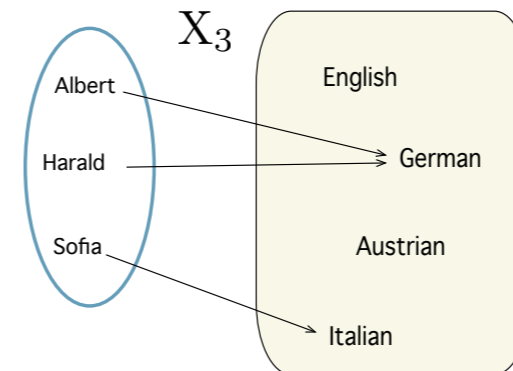 X₃
Albert
Harald
Sofia
English
German
Austrian
Italian